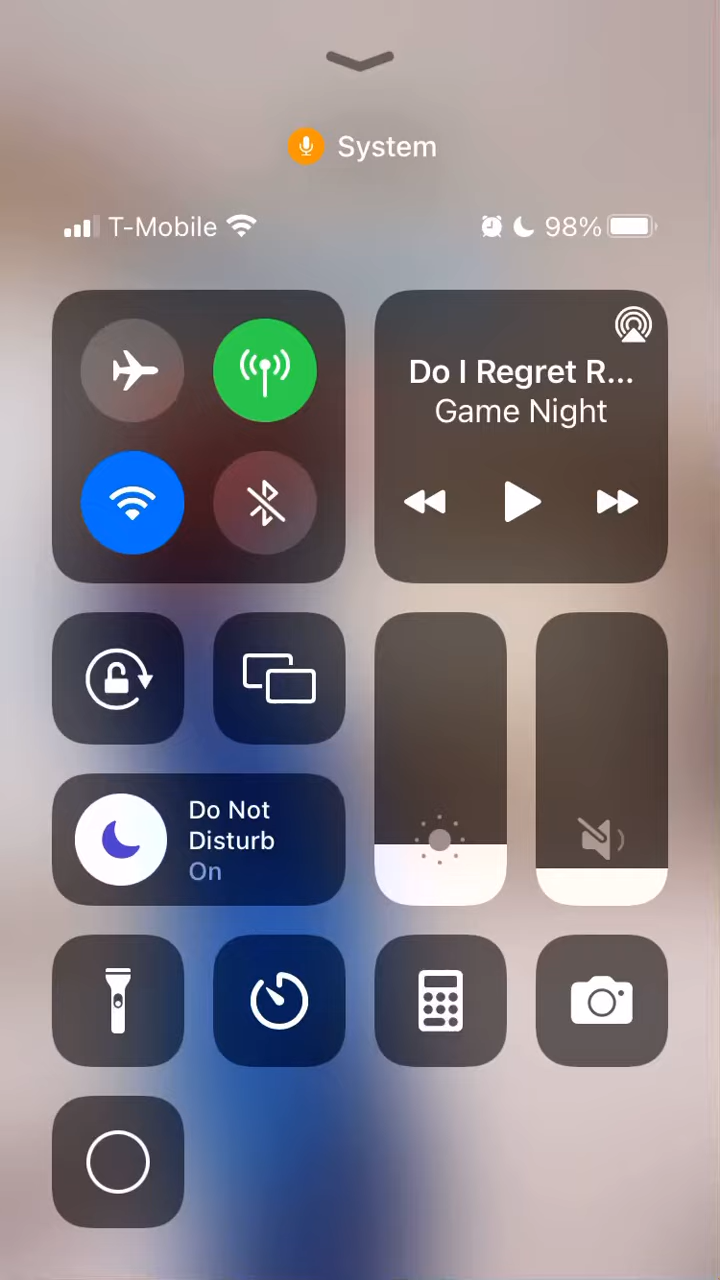 System
T-Mobile 98%
Do I Regret R...
Game Night
Do Not
Disturb
On